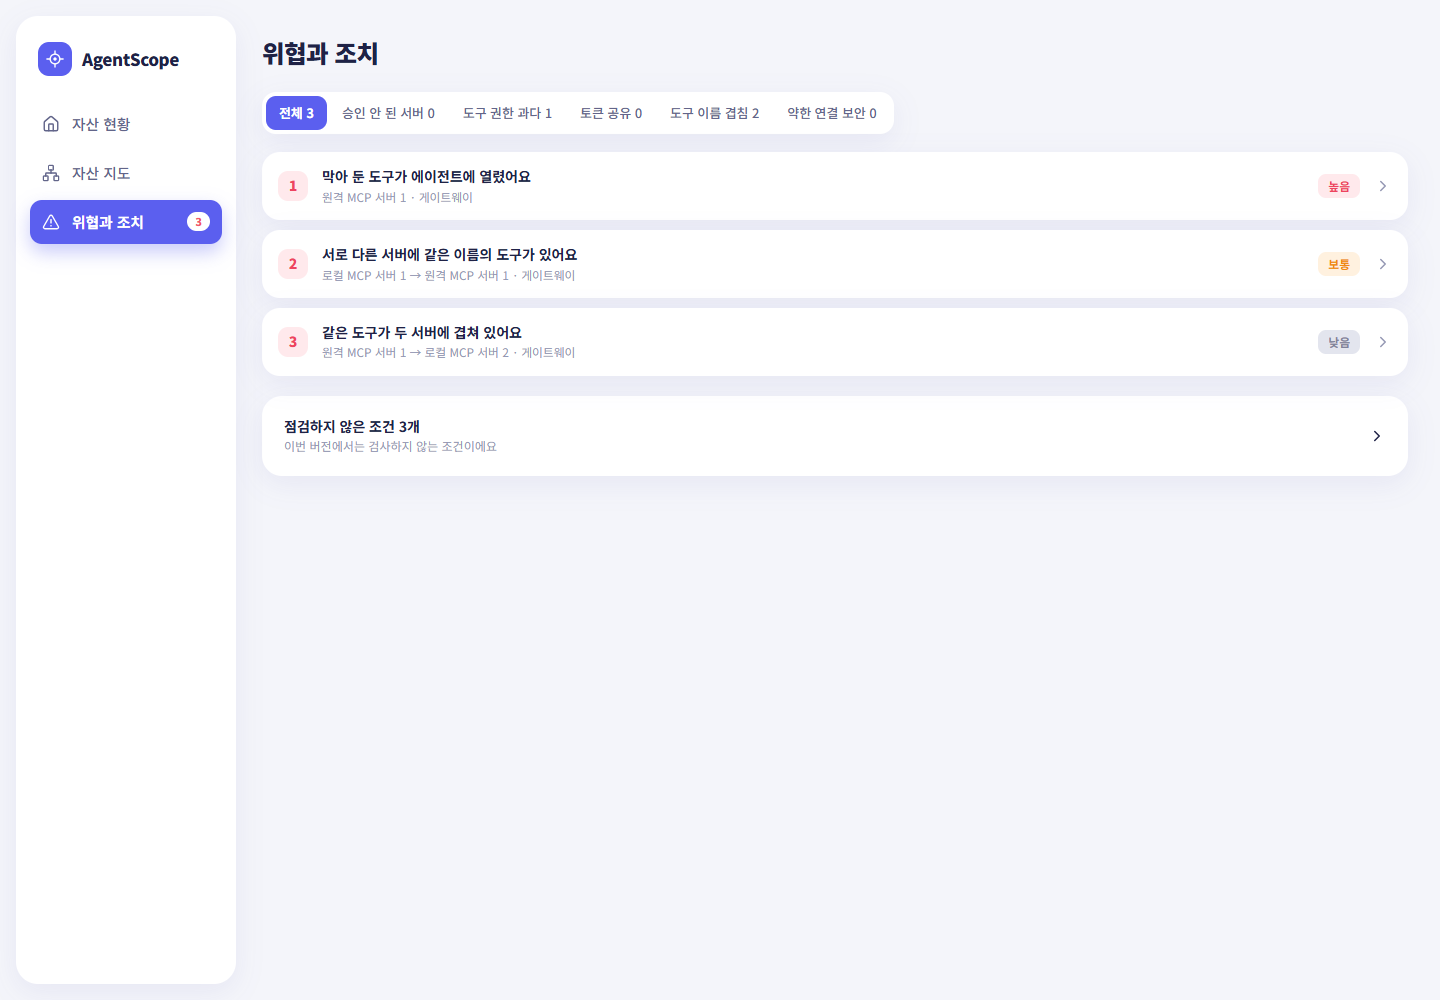 AgentScope
자산 현황
자산 지도
위협과 조치 3
위협과 조치
전체 3 승인 안 된 서버 0 도구 권한 과다 1 토큰 공유 0 도구 이름 겹침 2 약한 연결 보안 0
1 막아 둔 도구가 에이전트에 열렸어요 높음
원격 MCP 서버 1 · 게이트웨이
2 서로 다른 서버에 같은 이름의 도구가 있어요 보통
로컬 MCP 서버 1 → 원격 MCP 서버 1 · 게이트웨이
3 같은 도구가 두 서버에 겹쳐 있어요 낮음
원격 MCP 서버 1 → 로컬 MCP 서버 2 · 게이트웨이
점검하지 않은 조건 3개
이번 버전에서는 검사하지 않는 조건이에요